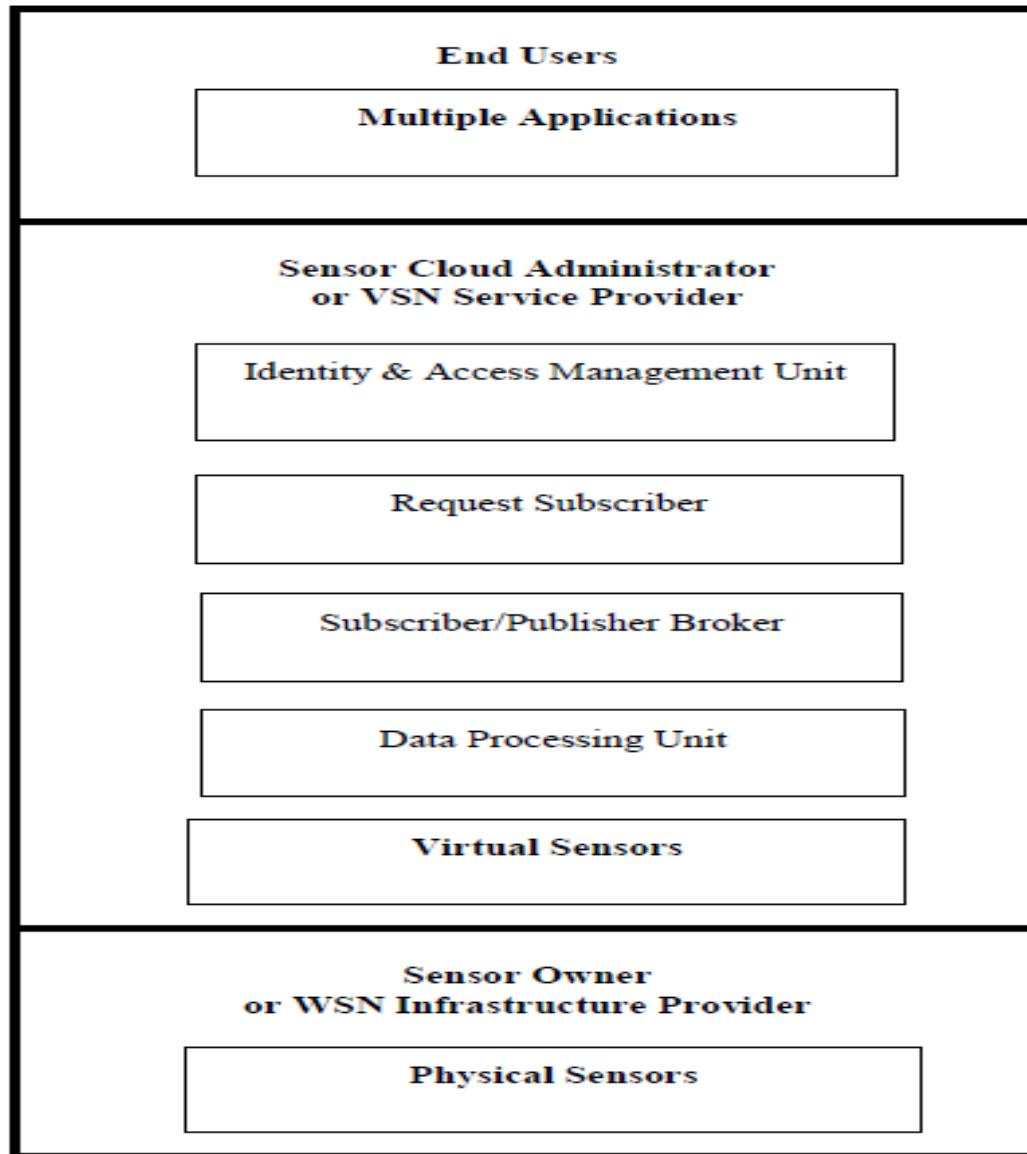 End Users
Multiple Applications
Sensor Cloud Administrator
or VSN Service Provider
Identity & Access Management Unit
Request Subscriber
Subscriber/Publisher Broker
Data Processing Unit
Virtual Sensors
Sensor Owner
or WSN Infrastructure Provider
Physical Sensors